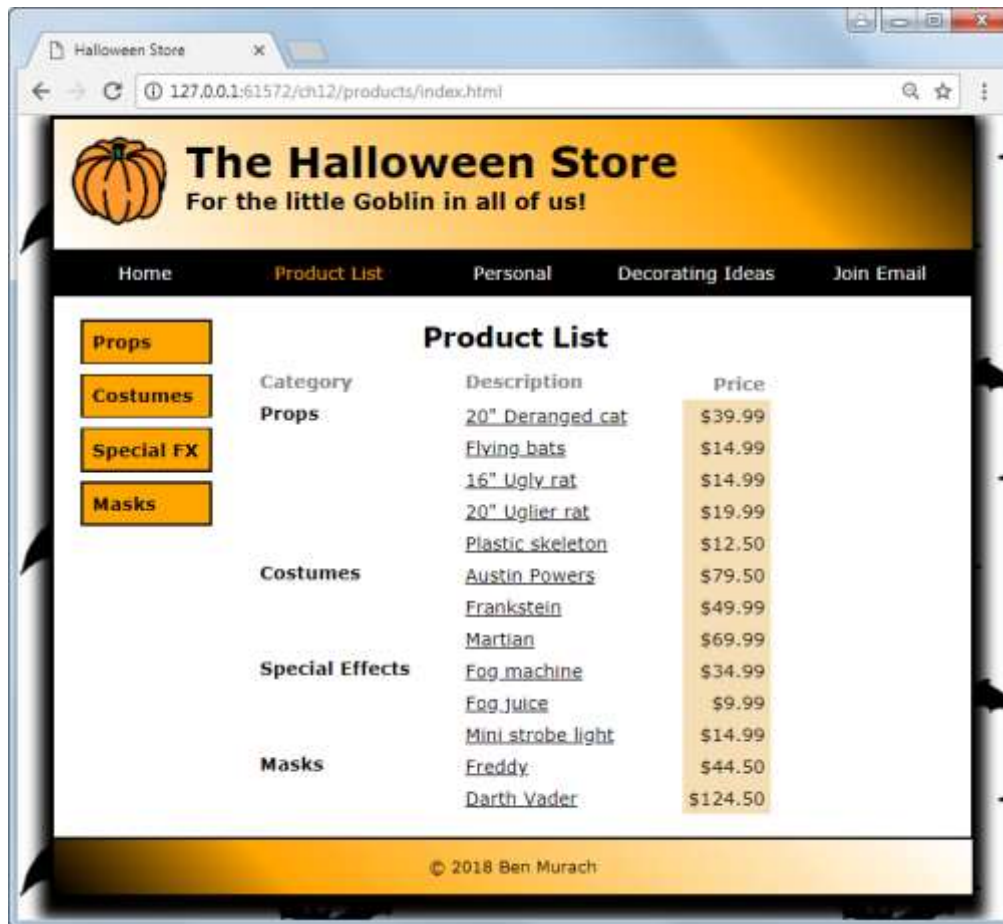 Halloween Store
127.0.0.1:61572/ch12/products/index.html
The Halloween Store
For the little Goblin in all of us!
Home Product List Personal Decorating Ideas Join Email
Props
Costumes
Special FX
Masks
Product List
Category Description Price
Props 20" Deranged cat $39.99
Flying bats $14.99
16" Ugly rat $14.99
20" Uglier rat $19.99
Plastic skeleton $12.50
Costumes Austin Powers $79.50
Frankstein $49.99
Martian $69.99
Special Effects Fog machine $34.99
Fog juice $9.99
Mini strobe light $14.99
Masks Freddy $44.50
Darth Vader $124.50
© 2018 Ben Murach